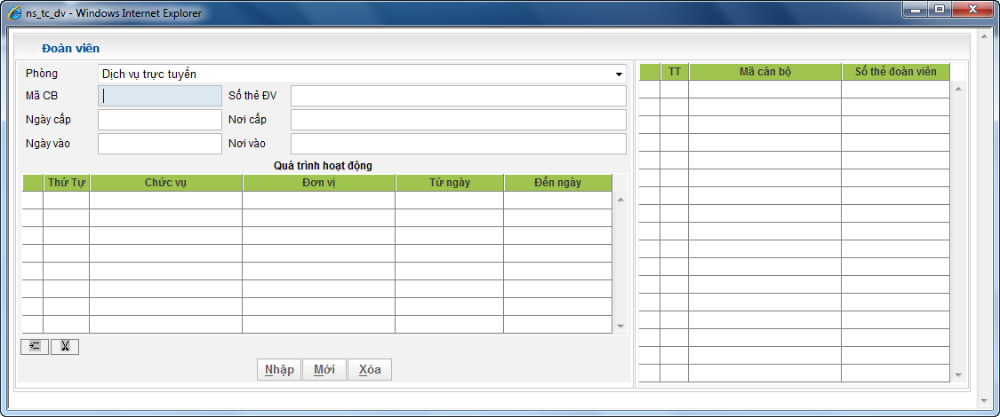 ns_tc_dv - Windows Internet Explorer
Đoàn viên
Phòng Dịch vụ trực tuyến
Mã CB Số thẻ ĐV
Ngày cấp Nơi cấp
Ngày vào Nơi vào
Quá trình hoạt động
Thứ Tự Chức vụ Đơn vị Từ ngày Đến ngày
Nhập Mới Xóa
TT Mã cán bộ Số thẻ đoàn viên